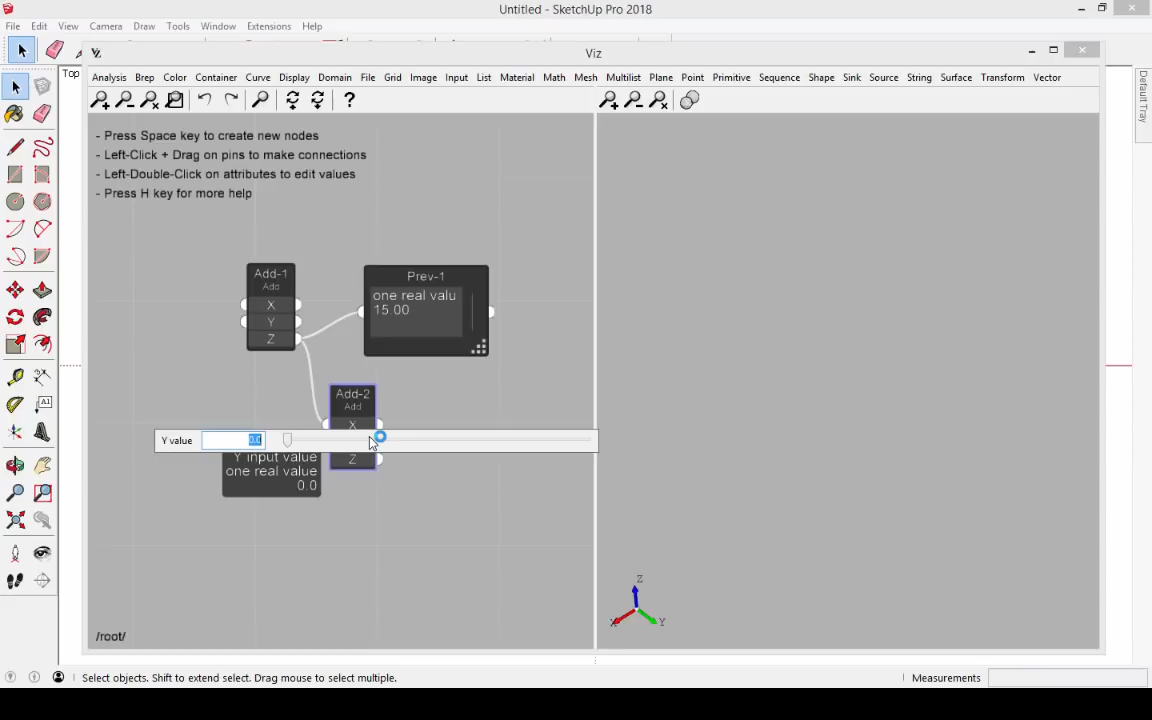 Untitled - SketchUp Pro 2018
File Edit View Camera Draw Tools Window Extensions Help
Top
Viz
Default Tray
Analysis Brep Color Container Curve Display Domain File Grid Image Input List Material Math Mesh Multilist Plane Point Primitive Sequence Shape Sink Source String Surface Transform Vector
- Press Space key to create new nodes
- Left-Click + Drag on pins to make connections
- Left-Double-Click on attributes to edit values
- Press H key for more help
Add-1
Add
X
Y
Z
Prev-1
one real valu
15 00
Add-2
Add
X
Y value 0.0
Z
Y input value
one real value
0.0
Z
X Y
/root/
Select objects. Shift to extend select. Drag mouse to select multiple.
Measurements